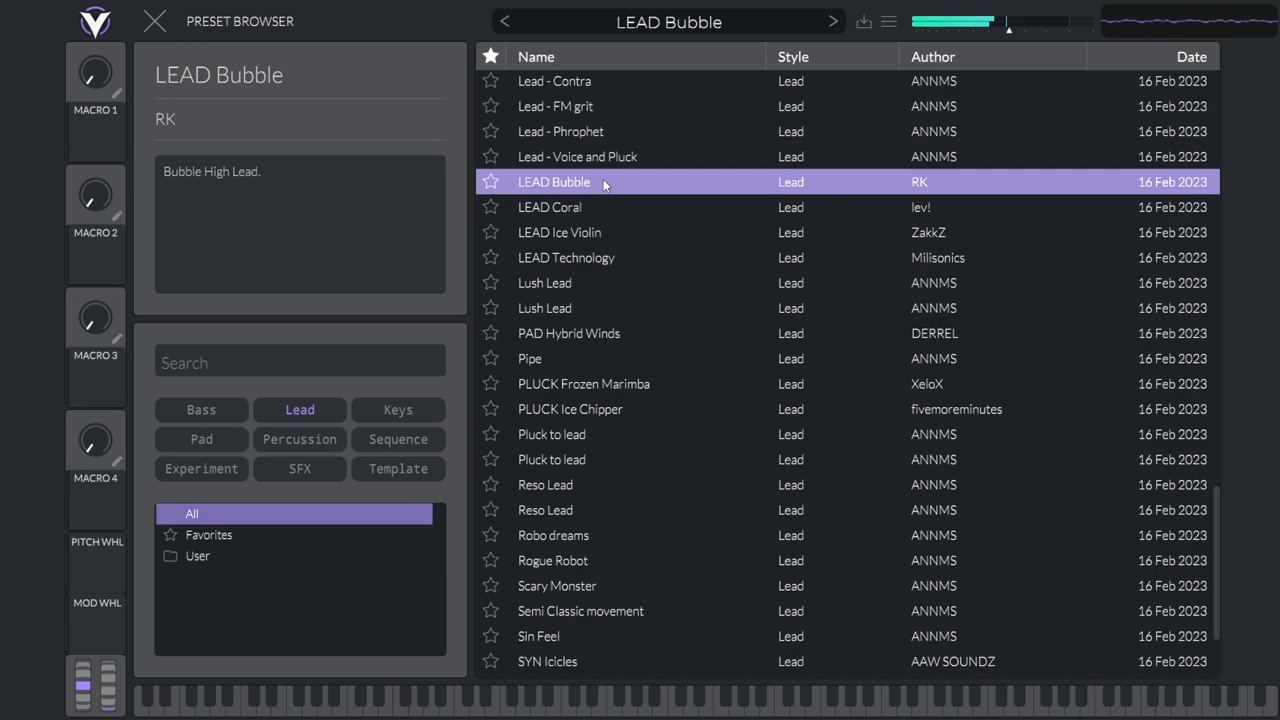 PRESET BROWSER
LEAD Bubble
MACRO 1
MACRO 2
MACRO 3
MACRO 4
PITCH WHL
MOD WHL
LEAD Bubble
RK
Bubble High Lead.
Search
Bass Lead Keys
Pad Percussion Sequence
Experiment SFX Template
All
Favorites
User
Name Style Author Date
Lead - Contra Lead ANNMS 16 Feb 2023
Lead - FM grit Lead ANNMS 16 Feb 2023
Lead - Phrophet Lead ANNMS 16 Feb 2023
Lead - Voice and Pluck Lead ANNMS 16 Feb 2023
LEAD Bubble Lead RK 16 Feb 2023
LEAD Coral Lead lev! 16 Feb 2023
LEAD Ice Violin Lead ZakkZ 16 Feb 2023
LEAD Technology Lead Milisonics 16 Feb 2023
Lush Lead Lead ANNMS 16 Feb 2023
Lush Lead Lead ANNMS 16 Feb 2023
PAD Hybrid Winds Lead DERREL 16 Feb 2023
Pipe Lead ANNMS 16 Feb 2023
PLUCK Frozen Marimba Lead XeloX 16 Feb 2023
PLUCK Ice Chipper Lead fivemoreminutes 16 Feb 2023
Pluck to lead Lead ANNMS 16 Feb 2023
Pluck to lead Lead ANNMS 16 Feb 2023
Reso Lead Lead ANNMS 16 Feb 2023
Reso Lead Lead ANNMS 16 Feb 2023
Robo dreams Lead ANNMS 16 Feb 2023
Rogue Robot Lead ANNMS 16 Feb 2023
Scary Monster Lead ANNMS 16 Feb 2023
Semi Classic movement Lead ANNMS 16 Feb 2023
Sin Feel Lead ANNMS 16 Feb 2023
SYN Icicles Lead AAW SOUNDZ 16 Feb 2023